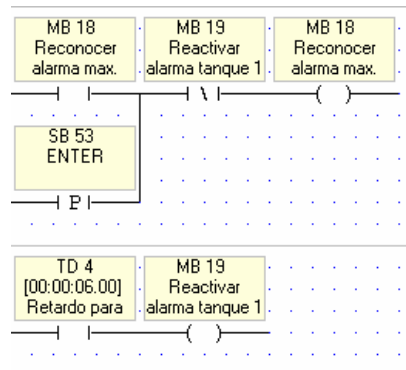 MB 18 MB 19 MB 18
Reconocer Reactivar Reconocer
alarma max. alarma tanque 1 alarma max.
SB 53
ENTER
P
TD 4 MB 19
[00:00:06.00] Reactivar
Retardo para alarma tanque 1